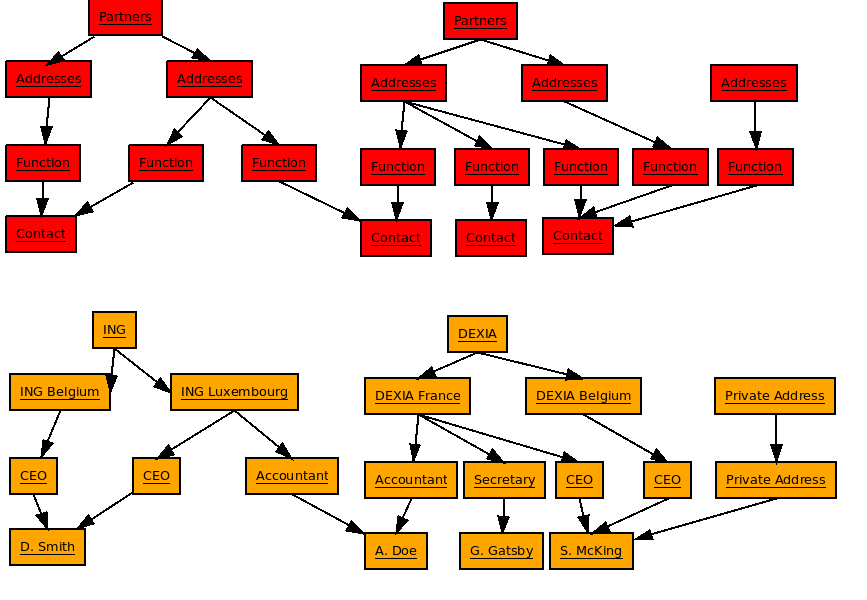 Partners
Partners
Addresses
Addresses
Addresses
Addresses
Addresses
Function
Function
Function
Function
Function
Function
Function
Function
Contact
Contact
Contact
Contact
ING
DEXIA
ING Belgium
ING Luxembourg
DEXIA France
DEXIA Belgium
Private Address
CEO
CEO
Accountant
Accountant
Secretary
CEO
CEO
Private Address
D. Smith
A. Doe
G. Gatsby
S. McKing